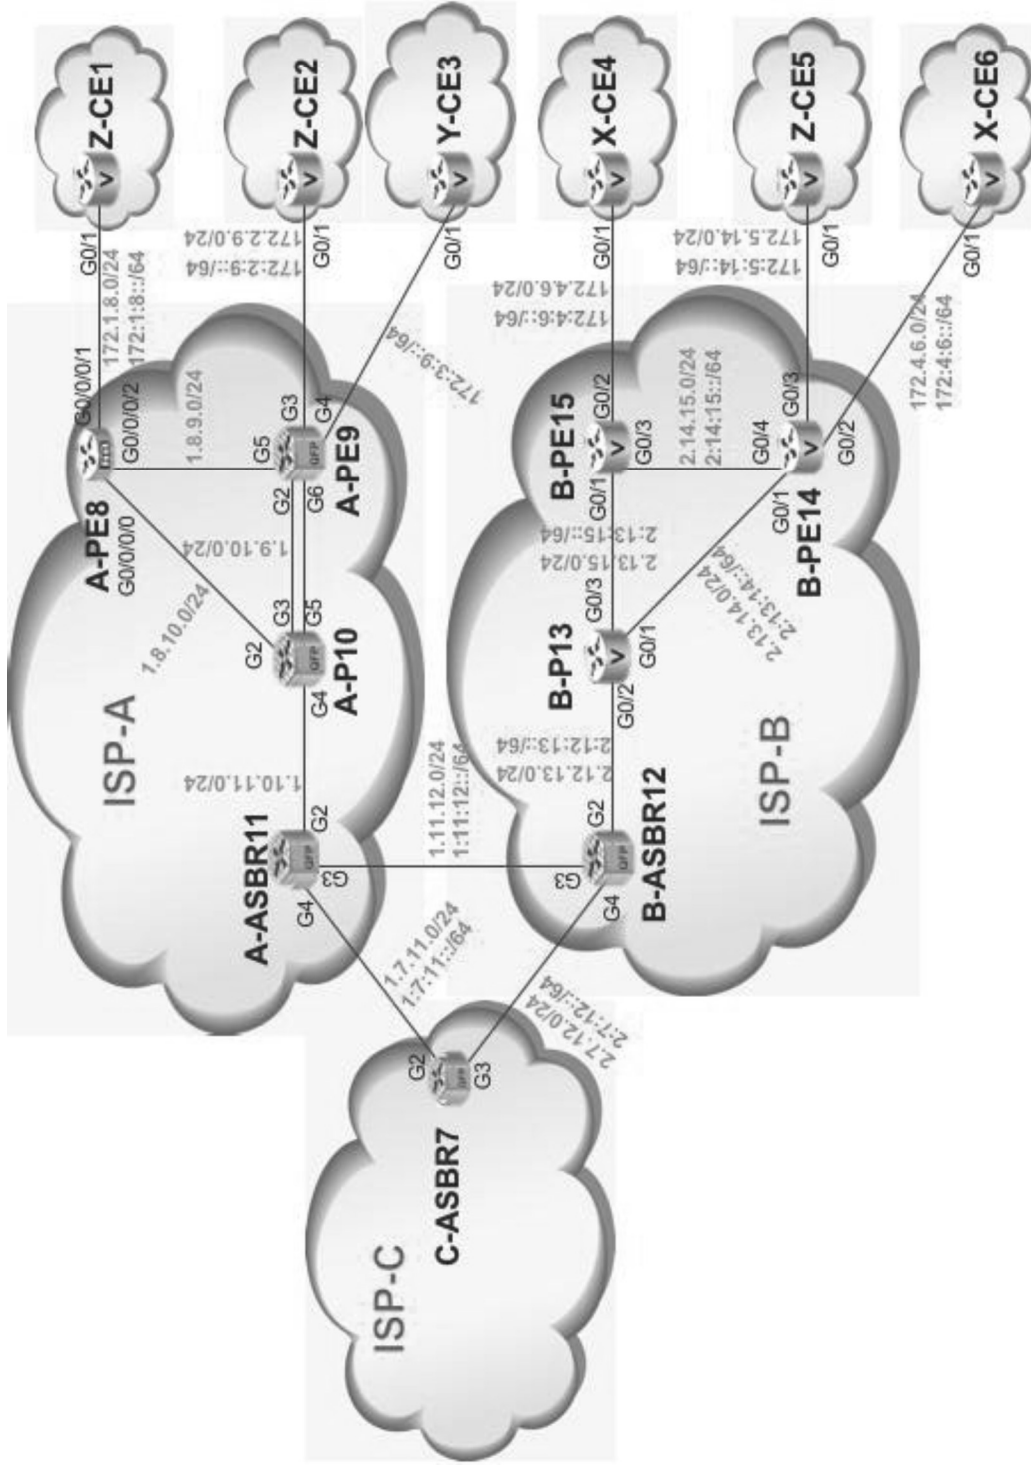 Z-CE1
G0/1
172.1.8.0/24
172:1:8::/64
G0/0/0/1
G0/0/0/2
A-PE8
G0/0/0/0
1.8.9.0/24
Z-CE2
G0/1
172.2.9.0/24
172:2:9::/64
Y-CE3
G0/1
172:3:9::/64
G3
G4
G5
G2
G6
A-PE9
1.8.10.0/24
1.9.10.0/24
G2
G3
G5
G4
A-P10
ISP-A
1.10.11.0/24
G2
G3
G4
A-ASBR11
1.11.12.0/24
1:11:12::/64
1.7.11.0/24
1:7:11::/64
X-CE4
G0/1
172.4.6.0/24
172:4:6::/64
G0/2
B-PE15
G0/3
G0/1
2.14.15.0/24
2:14:15::/64
2:13:15::/64
2.13.15.0/24
Z-CE5
G0/1
172.5.14.0/24
172:5:14::/64
G0/3
G0/4
G0/1
G0/2
B-PE14
X-CE6
G0/1
172.4.6.0/24
172:4:6::/64
2:13:14::/64
2.13.14.0/24
G0/3
B-P13
G0/1
G0/2
2:12:13::/64
2.12.13.0/24
ISP-B
G2
G3
G4
B-ASBR12
2:7:12::/64
2.7.12.0/24
G2
G3
C-ASBR7
ISP-C